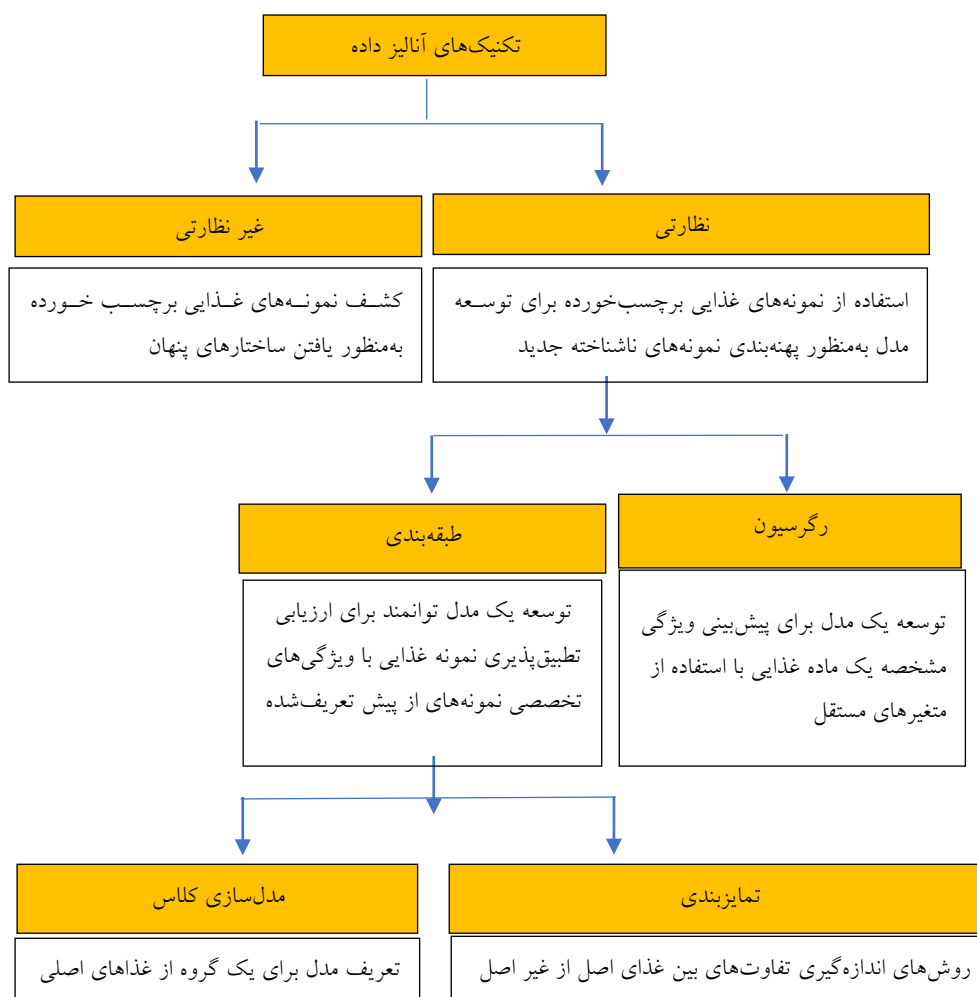 تکنیک‌های آنالیز داده
نظارتی
استفاده از نمونه‌های غذایی برچسب‌خورده برای توسعه
مدل به‌منظور پهنه‌بندی نمونه‌های ناشناخته جدید
غیر نظارتی
کشف نمونه‌های غذایی برچسب خورده
به‌منظور یافتن ساختارهای پنهان
رگرسیون
توسعه یک مدل برای پیش‌بینی ویژگی
مشخصه یک ماده غذایی با استفاده از
متغیرهای مستقل
طبقه‌بندی
توسعه یک مدل توانمند برای ارزیابی
تطبیق‌پذیری نمونه غذایی با ویژگی‌های
تخصصی نمونه‌های از پیش تعریف‌شده
تمایزبندی
روش‌های اندازه‌گیری تفاوت‌های بین غذای اصل از غیر اصل
مدل‌سازی کلاس
تعریف مدل برای یک گروه از غذاهای اصلی